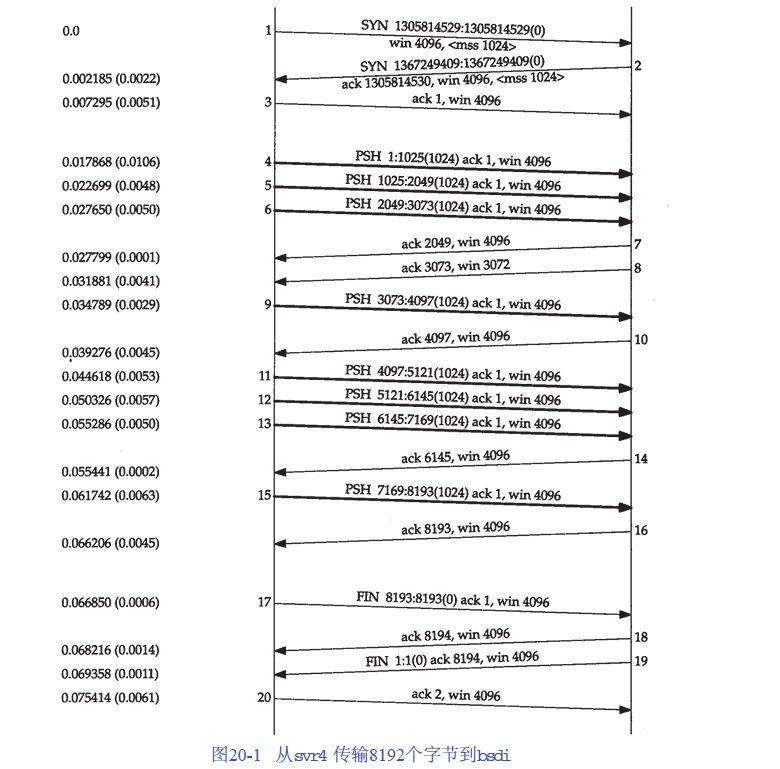 0.0 1 SYN 1305814529:1305814529(0)
win 4096, <mss 1024>
SYN 1367249409:1367249409(0) 2
0.002185 (0.0022) ack 1305814530, win 4096, <mss 1024>
0.007295 (0.0051) 3 ack 1, win 4096
0.017868 (0.0106) 4 PSH 1:1025(1024) ack 1, win 4096
0.022699 (0.0048) 5 PSH 1025:2049(1024) ack 1, win 4096
0.027650 (0.0050) 6 PSH 2049:3073(1024) ack 1, win 4096
ack 2049, win 4096 7
0.027799 (0.0001)
ack 3073, win 3072 8
0.031881 (0.0041)
0.034789 (0.0029) 9 PSH 3073:4097(1024) ack 1, win 4096
ack 4097, win 4096 10
0.039276 (0.0045)
0.044618 (0.0053) 11 PSH 4097:5121(1024) ack 1, win 4096
0.050326 (0.0057) 12 PSH 5121:6145(1024) ack 1, win 4096
0.055286 (0.0050) 13 PSH 6145:7169(1024) ack 1, win 4096
ack 6145, win 4096 14
0.055441 (0.0002)
0.061742 (0.0063) 15 PSH 7169:8193(1024) ack 1, win 4096
ack 8193, win 4096 16
0.066206 (0.0045)
0.066850 (0.0006) 17 FIN 8193:8193(0) ack 1, win 4096
ack 8194, win 4096 18
0.068216 (0.0014)
FIN 1:1(0) ack 8194, win 4096 19
0.069358 (0.0011)
0.075414 (0.0061) 20 ack 2, win 4096
图20-1 从svr4 传输8192个字节到bsdi